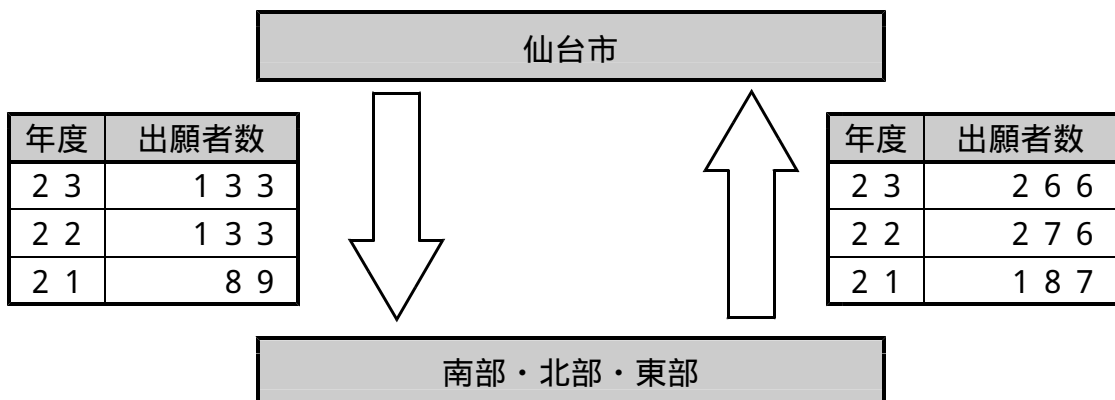 仙台市
年度 出願者数
２３ １３３
２２ １３３
２１ ８９
年度 出願者数
２３ ２６６
２２ ２７６
２１ １８７
南部・北部・東部